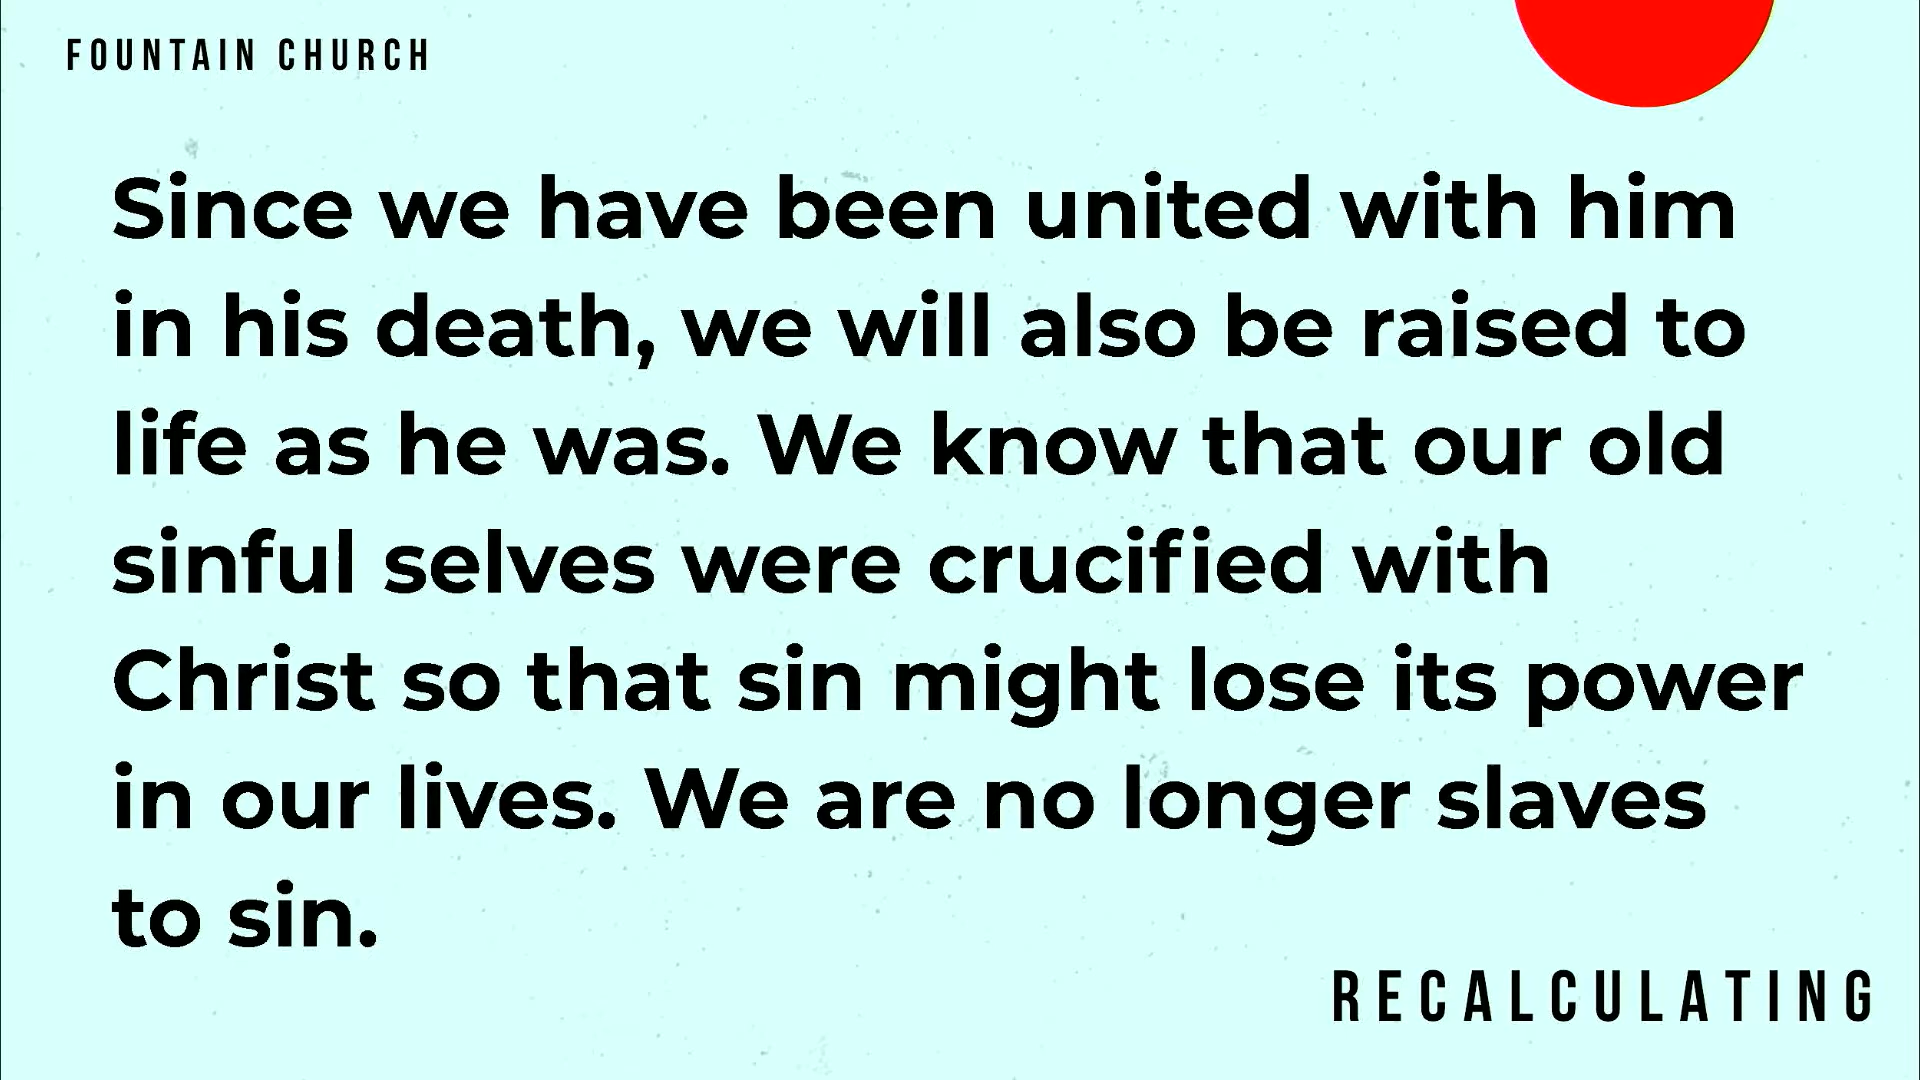 FOUNTAIN CHURCH
Since we have been united with him
in his death, we will also be raised to
life as he was. We know that our old
sinful selves were crucified with
Christ so that sin might lose its power
in our lives. We are no longer slaves
to sin.
RECALCULATING